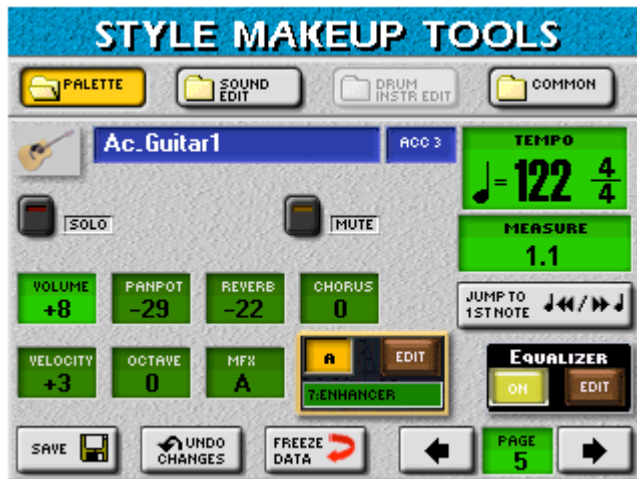 STYLE MAKEUP TOOLS
PALETTE
SOUND
EDIT
DRUM
INSTR EDIT
COMMON
Ac.Guitar1
ACC 3
TEMPO
=122 4/4
SOLO
MUTE
MEASURE
1.1
VOLUME PANPOT REVERB CHORUS
+8 -29 -22 0
JUMP TO
1ST NOTE
/
VELOCITY OCTAVE MFX
+3 0 A
A EDIT
7:ENHANCER
EQUALIZER
ON EDIT
SAVE
UNDO
CHANGES
FREEZE
DATA
PAGE
5